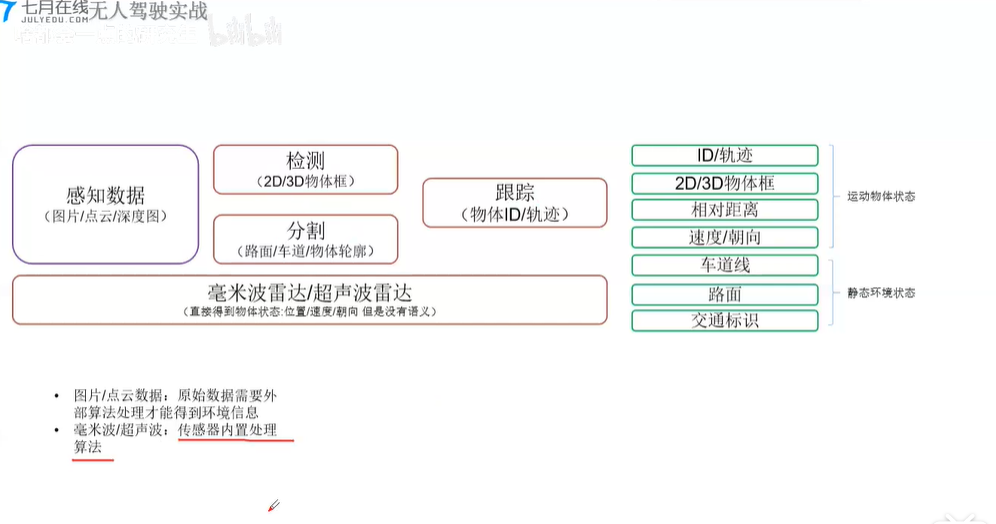 七月在线
JULYEDU.COM
无人驾驶实战
bilibili
感知数据
（图片/点云/深度图）
检测
（2D/3D物体框）
分割
（路面/车道/物体轮廓）
跟踪
（物体ID/轨迹）
毫米波雷达/超声波雷达
（直接得到物体状态:位置/速度/朝向 但是没有语义）
ID/轨迹
2D/3D物体框
相对距离
速度/朝向
车道线
路面
交通标识
运动物体状态
静态环境状态
• 图片/点云数据：原始数据需要外
部算法处理才能得到环境信息
• 毫米波/超声波：传感器内置处理
算法